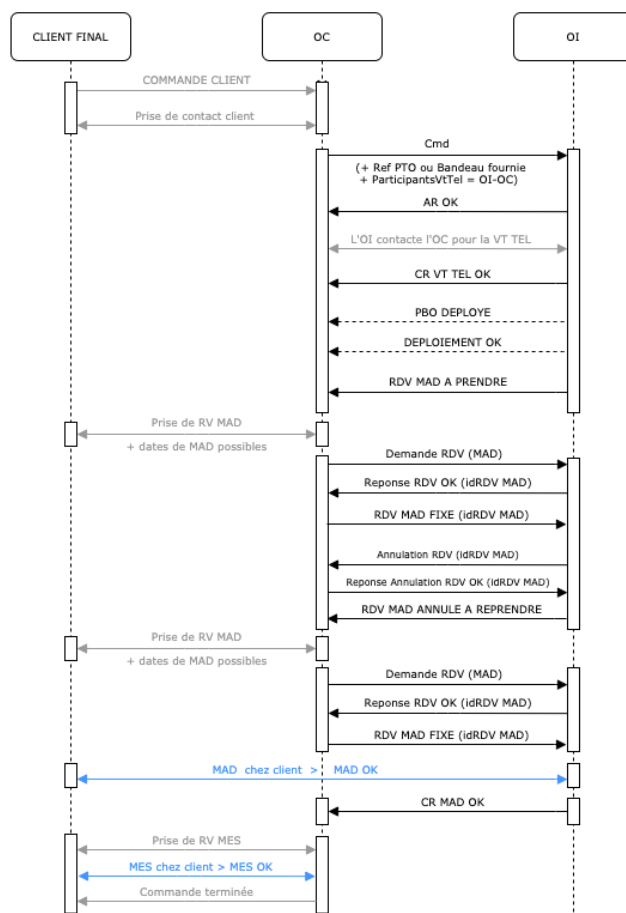 CLIENT FINAL
OC
OI
COMMANDE CLIENT
Prise de contact client
Cmd
(+ Ref PTO ou Bandeau fournie
+ ParticipantsVtTel = OI-OC)
AR OK
L'OI contacte l'OC pour la VT TEL
CR VT TEL OK
PBO DEPLOYE
DEPLOIEMENT OK
RDV MAD A PRENDRE
Prise de RV MAD
+ dates de MAD possibles
Demande RDV (MAD)
Reponse RDV OK (idRDV MAD)
RDV MAD FIXE (idRDV MAD)
Annulation RDV (idRDV MAD)
Reponse Annulation RDV OK (idRDV MAD)
RDV MAD ANNULE A REPRENDRE
Prise de RV MAD
+ dates de MAD possibles
Demande RDV (MAD)
Reponse RDV OK (idRDV MAD)
RDV MAD FIXE (idRDV MAD)
MAD chez client > MAD OK
CR MAD OK
Prise de RV MES
MES chez client > MES OK
Commande terminée